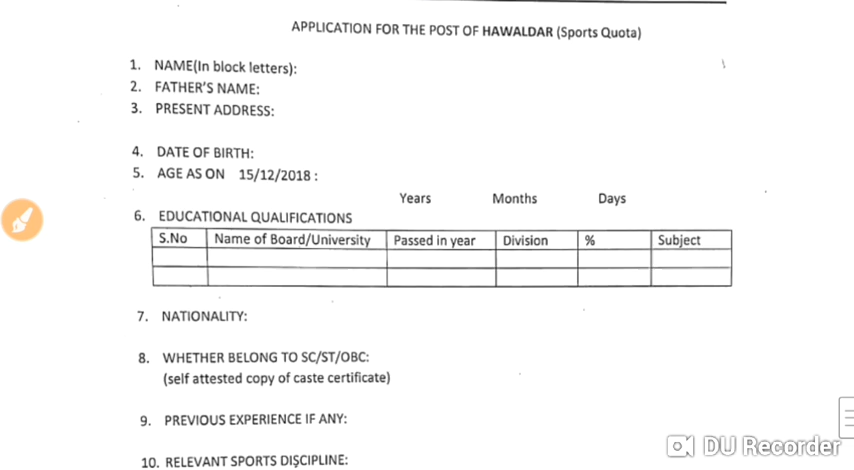 APPLICATION FOR THE POST OF HAWALDAR (Sports Quota)
1. NAME(In block letters):
2. FATHER'S NAME:
3. PRESENT ADDRESS:
4. DATE OF BIRTH:
5. AGE AS ON 15/12/2018 :
Years Months Days
6. EDUCATIONAL QUALIFICATIONS
S.No Name of Board/University Passed in year Division % Subject
7. NATIONALITY:
8. WHETHER BELONG TO SC/ST/OBC:
(self attested copy of caste certificate)
9. PREVIOUS EXPERIENCE IF ANY:
10. RELEVANT SPORTS DISCIPLINE:
DU Recorder